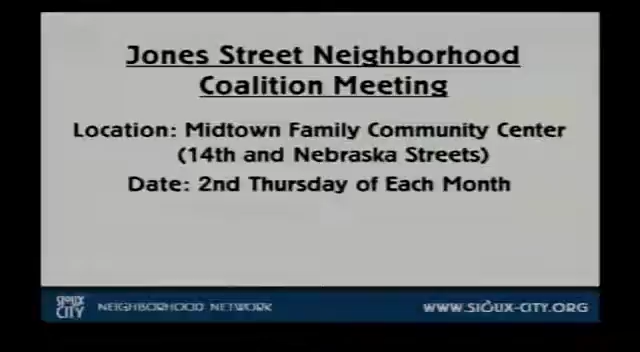 Jones Street Neighborhood
Coalition Meeting
Location: Midtown Family Community Center
(14th and Nebraska Streets)
Date: 2nd Thursday of Each Month
SIOUX
CITY
NEIGHBORHOOD NETWORK
WWW.SIOUX-CITY.ORG